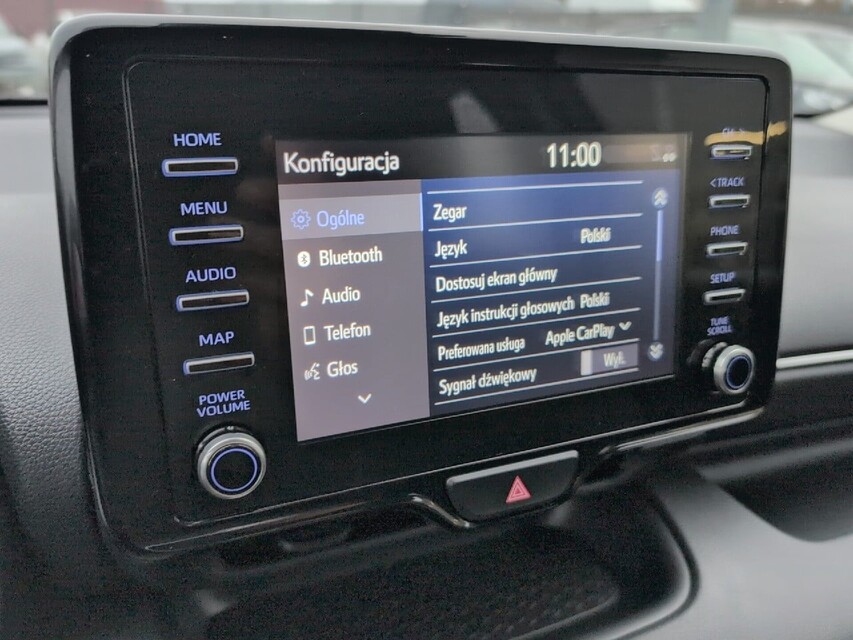 HOME
MENU
AUDIO
MAP
POWER
VOLUME
Konfiguracja 11:00
Ogólne
Bluetooth
Audio
Telefon
Głos
Zegar
Język Polski
Dostosuj ekran główny
Język instrukcji głosowych Polski
Preferowana usługa Apple CarPlay
Sygnał dźwiękowy Wył.
<TRACK
PHONE
SETUP
TUNE
SCROLL